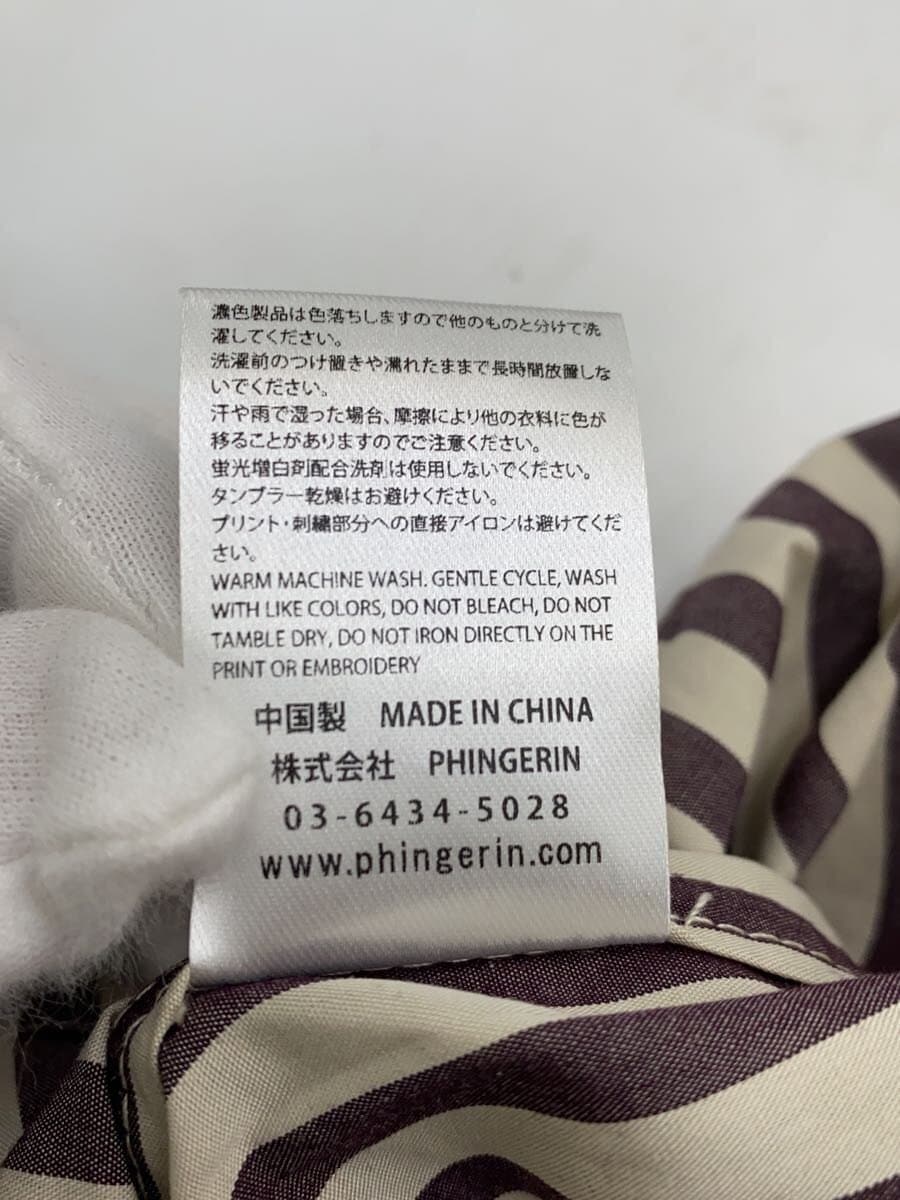 濃色製品は色落ちしますので他のものと分けて洗
濯してください。
洗濯前のつけ置きや濡れたままで長時間放置しな
いでください。
汗や雨で湿った場合、摩擦により他の衣料に色が
移ることがありますのでご注意ください。
蛍光増白剤配合洗剤は使用しないでください。
タンブラー乾燥はお避けください。
プリント・刺繍部分への直接アイロンは避けてくだ
さい。
WARM MACHINE WASH. GENTLE CYCLE, WASH
WITH LIKE COLORS, DO NOT BLEACH, DO NOT
TAMBLE DRY, DO NOT IRON DIRECTLY ON THE
PRINT OR EMBROIDERY
中国製 MADE IN CHINA
株式会社 PHINGERIN
03-6434-5028
www.phingerin.com